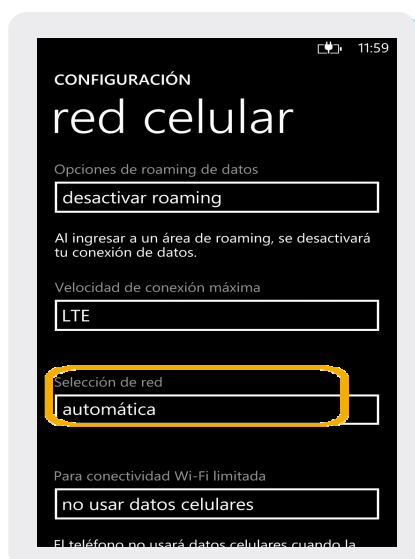 11:59
CONFIGURACIÓN
red celular
Opciones de roaming de datos
desactivar roaming
Al ingresar a un área de roaming, se desactivará
tu conexión de datos.
Velocidad de conexión máxima
LTE
Selección de red
automática
Para conectividad Wi-Fi limitada
no usar datos celulares
El teléfono no usará datos celulares cuando la